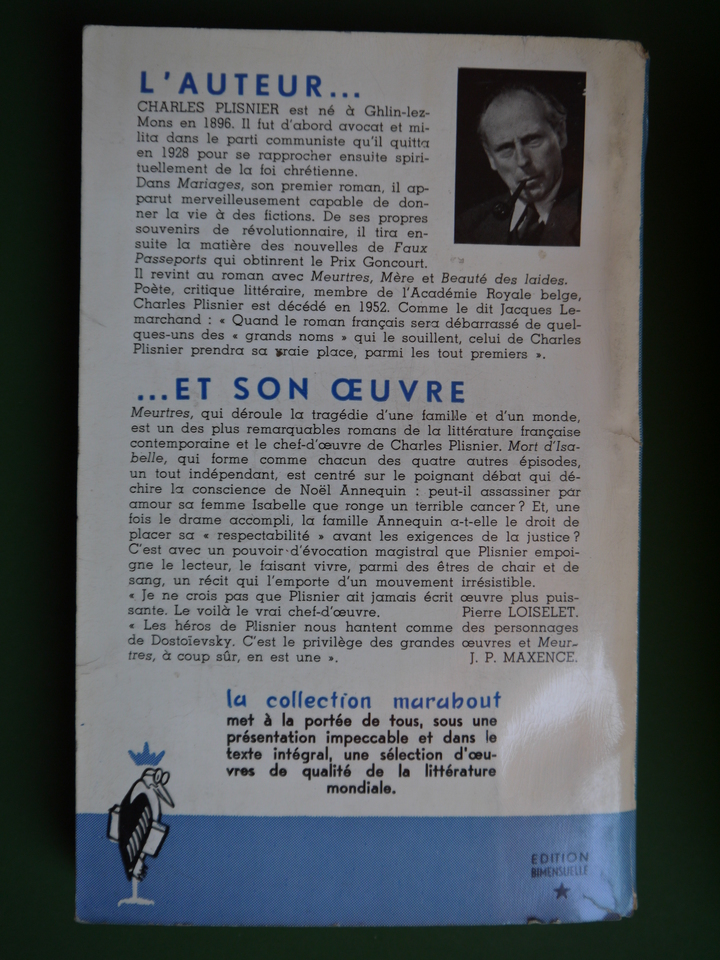 L'AUTEUR...
CHARLES PLISNIER est né à Ghlin-lez-
Mons en 1896. Il fut d'abord avocat et mi-
lita dans le parti communiste qu'il quitta
en 1928 pour se rapprocher ensuite spiri-
tuellement de la foi chrétienne.
Dans Mariages, son premier roman, il ap-
parut merveilleusement capable de don-
ner la vie à des fictions. De ses propres
souvenirs de révolutionnaire, il tira en-
suite la matière des nouvelles de Faux
Passeports qui obtinrent le Prix Goncourt.
Il revint au roman avec Meurtres, Mère et Beauté des laides.
Poète, critique littéraire, membre de l'Académie Royale belge,
Charles Plisnier est décédé en 1952. Comme le dit Jacques Le-
marchand : « Quand le roman français sera débarrassé de quel-
ques-uns des « grands noms » qui le souillent, celui de Charles
Plisnier prendra sa vraie place, parmi les tout premiers ».
...ET SON ŒUVRE
Meurtres, qui déroule la tragédie d'une famille et d'un monde,
est un des plus remarquables romans de la littérature française
contemporaine et le chef-d'œuvre de Charles Plisnier. Mort d'Isa-
belle, qui forme comme chacun des quatre autres épisodes,
un tout indépendant, est centré sur le poignant débat qui dé-
chire la conscience de Noël Annequin : peut-il assassiner par
amour sa femme Isabelle que ronge un terrible cancer ? Et, une
fois le drame accompli, la famille Annequin a-t-elle le droit de
placer sa « respectabilité » avant les exigences de la justice ?
C'est avec un pouvoir d'évocation magistral que Plisnier empoi-
gne le lecteur, le faisant vivre, parmi des êtres de chair et de
sang, un récit qui l'emporte d'un mouvement irrésistible.
« Je ne crois pas que Plisnier ait jamais écrit œuvre plus puis-
sante. Le voilà le vrai chef-d'œuvre. Pierre LOISELET.
« Les héros de Plisnier nous hantent comme des personnages
de Dostoïevsky. C'est le privilège des grandes œuvres et Meur-
tres, à coup sûr, en est une ». J. P. MAXENCE.
la collection marabout
met à la portée de tous, sous une
présentation impeccable et dans le
texte intégral, une sélection d'œu-
vres de qualité de la littérature
mondiale.
EDITION
BIMENSUELLE